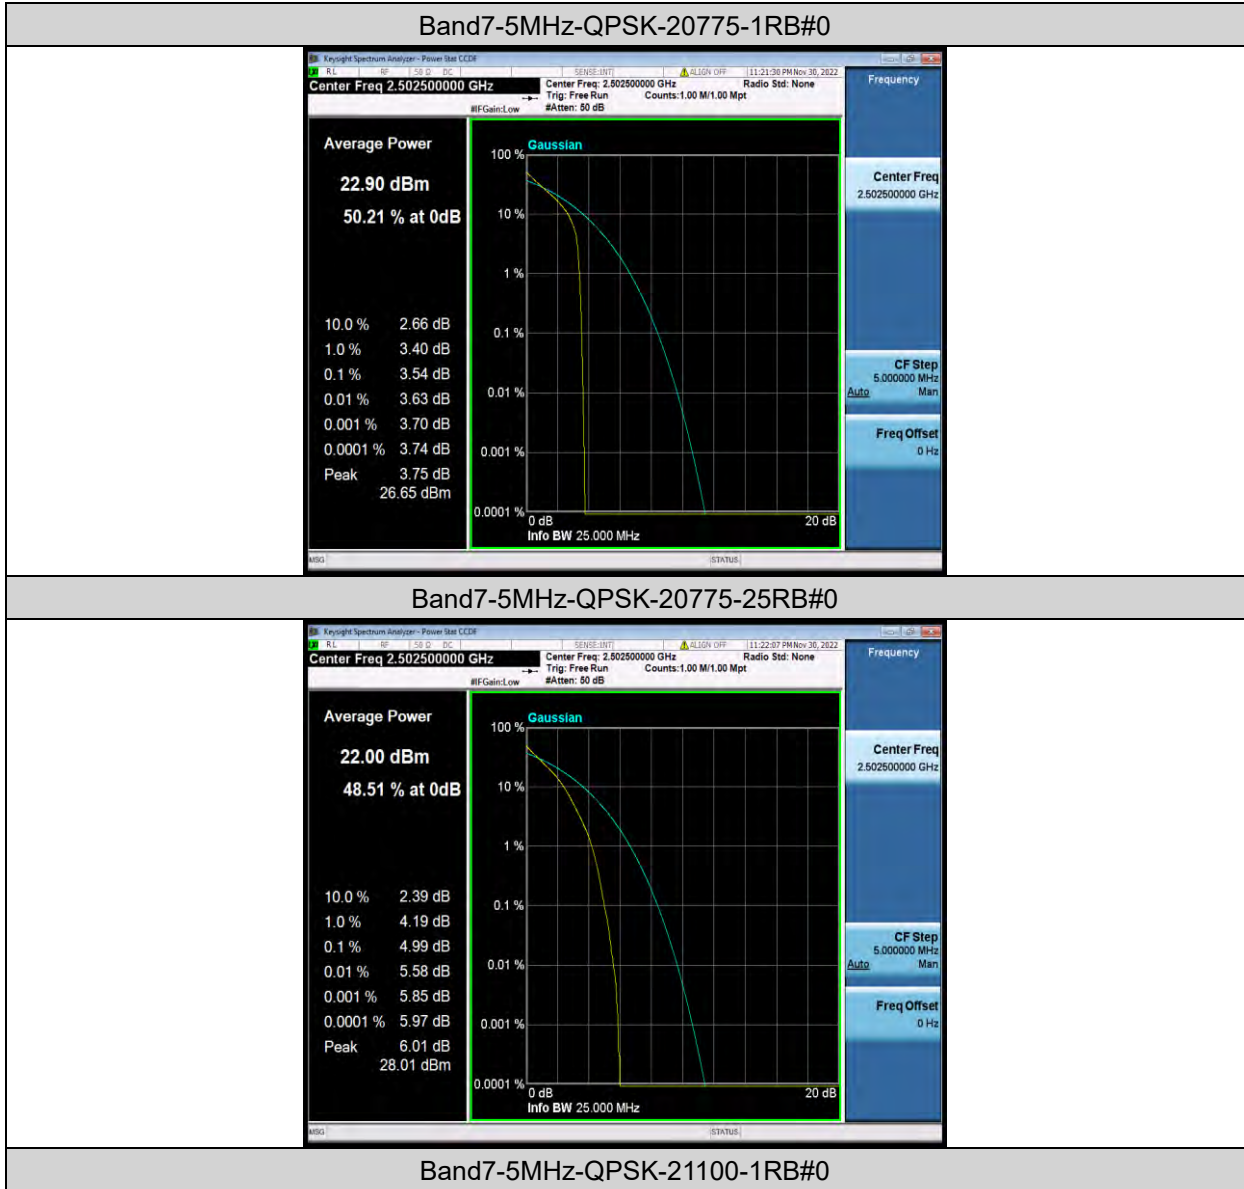 Band7-5MHz-QPSK-20775-1RB#0
Keysight Spectrum Analyzer - Power Stat CCDF
RL RF 50 Ω DC SENSE:INT ALIGN OFF 11:21:30 PM Nov 30, 2022
Center Freq 2.502500000 GHz
Center Freq: 2.502500000 GHz Radio Std: None
Trig: Free Run Counts:1.00 M/1.00 Mpt
#IFGain:Low #Atten: 50 dB
Frequency
Average Power
22.90 dBm
50.21 % at 0dB
10.0 % 2.66 dB
1.0 % 3.40 dB
0.1 % 3.54 dB
0.01 % 3.63 dB
0.001 % 3.70 dB
0.0001 % 3.74 dB
Peak 3.75 dB
26.65 dBm
Gaussian
100 %
10 %
1 %
0.1 %
0.01 %
0.001 %
0.0001 %
0 dB 20 dB
Info BW 25.000 MHz
Center Freq
2.502500000 GHz
CF Step
5.000000 MHz
Auto Man
Freq Offset
0 Hz
MSG STATUS
Band7-5MHz-QPSK-20775-25RB#0
Keysight Spectrum Analyzer - Power Stat CCDF
RL RF 50 Ω DC SENSE:INT ALIGN OFF 11:22:07 PM Nov 30, 2022
Center Freq 2.502500000 GHz
Center Freq: 2.502500000 GHz Radio Std: None
Trig: Free Run Counts:1.00 M/1.00 Mpt
#IFGain:Low #Atten: 50 dB
Frequency
Average Power
22.00 dBm
48.51 % at 0dB
10.0 % 2.39 dB
1.0 % 4.19 dB
0.1 % 4.99 dB
0.01 % 5.58 dB
0.001 % 5.85 dB
0.0001 % 5.97 dB
Peak 6.01 dB
28.01 dBm
Gaussian
100 %
10 %
1 %
0.1 %
0.01 %
0.001 %
0.0001 %
0 dB 20 dB
Info BW 25.000 MHz
Center Freq
2.502500000 GHz
CF Step
5.000000 MHz
Auto Man
Freq Offset
0 Hz
MSG STATUS
Band7-5MHz-QPSK-21100-1RB#0